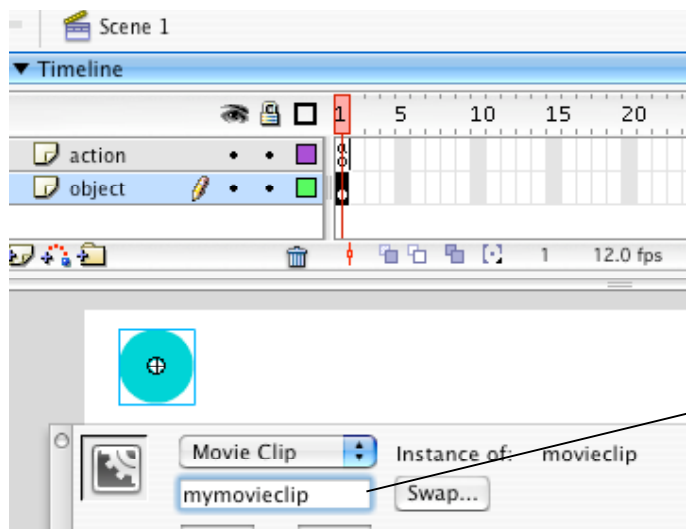 Scene 1
Timeline
1 5 10 15 20
action
a
object
1 12.0 fps
Movie Clip Instance of: movieclip
mymovieclip Swap...